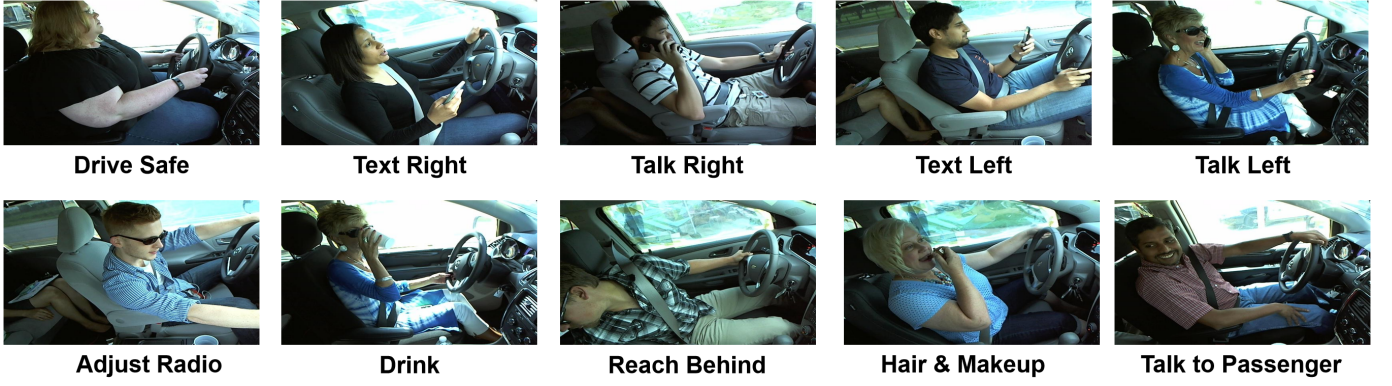 Drive Safe
Text Right
Talk Right
Text Left
Talk Left
Adjust Radio
Drink
Reach Behind
Hair & Makeup
Talk to Passenger